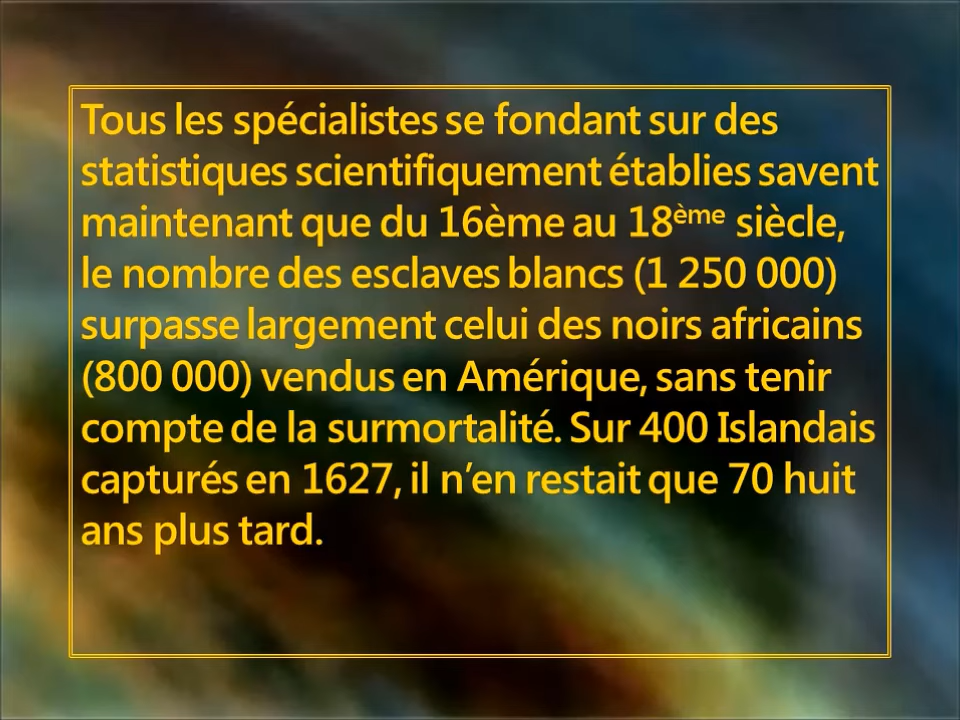 Tous les spécialistes se fondant sur des
statistiques scientifiquement établies savent
maintenant que du 16ème au 18ème siècle,
le nombre des esclaves blancs (1 250 000)
surpasse largement celui des noirs africains
(800 000) vendus en Amérique, sans tenir
compte de la surmortalité. Sur 400 Islandais
capturés en 1627, il n’en restait que 70 huit
ans plus tard.